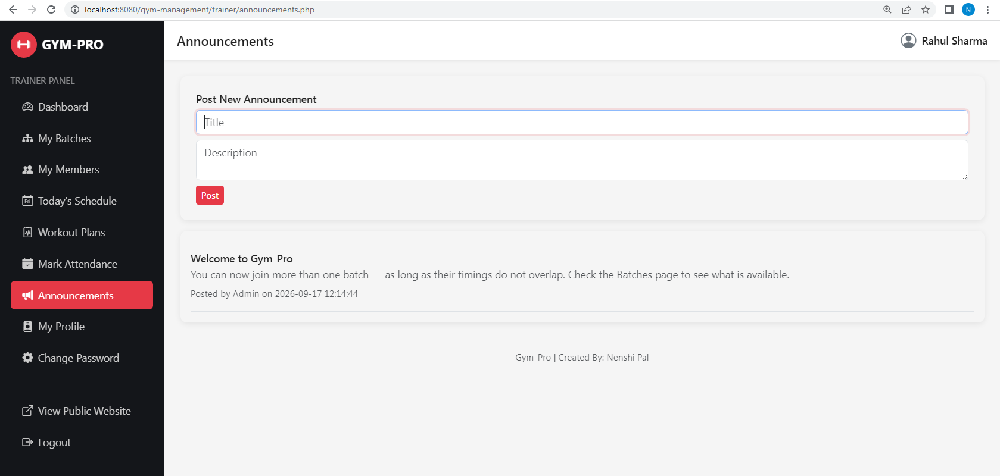 localhost:8080/gym-management/trainer/announcements.php
N
GYM-PRO
TRAINER PANEL
Dashboard
My Batches
My Members
Fri
Today's Schedule
Workout Plans
Mark Attendance
Announcements
My Profile
Change Password
View Public Website
Logout
Announcements
Rahul Sharma
Post New Announcement
Title
Description
Post
Welcome to Gym-Pro
You can now join more than one batch — as long as their timings do not overlap. Check the Batches page to see what is available.
Posted by Admin on 2026-09-17 12:14:44
Gym-Pro | Created By: Nenshi Pal